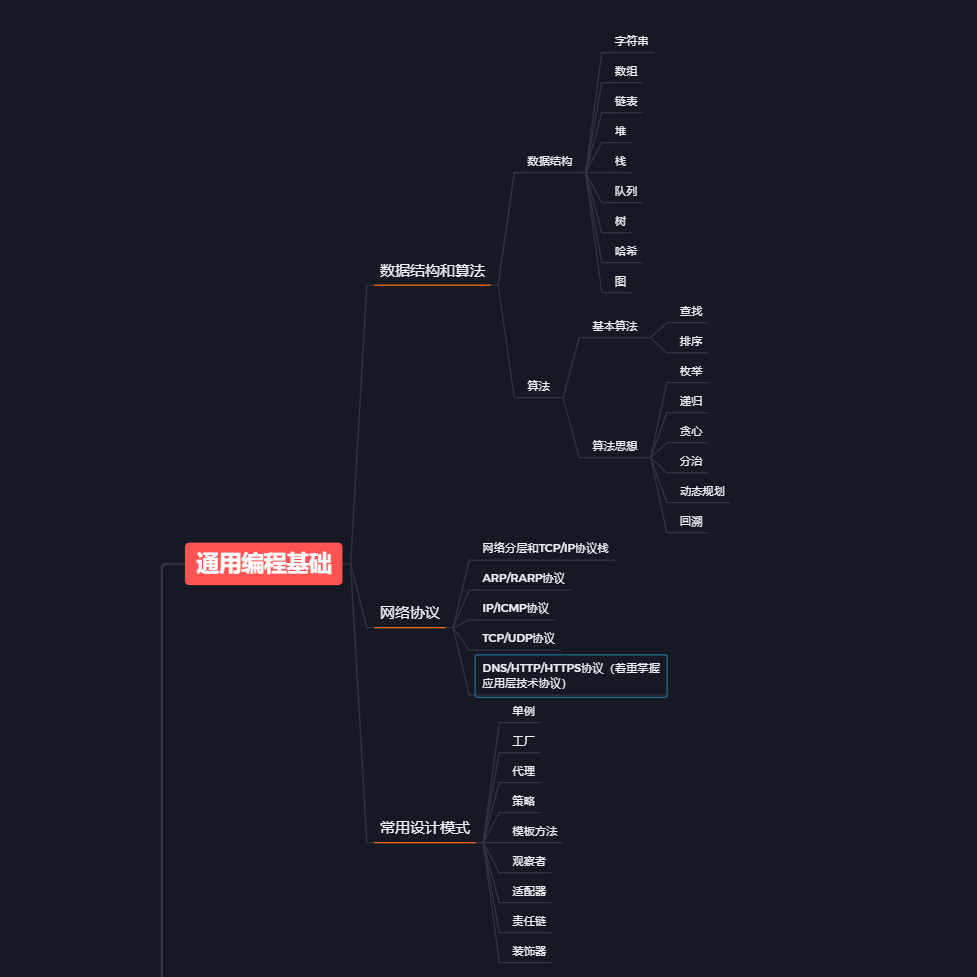 字符串
数组
链表
堆
数据结构
栈
队列
树
哈希
数据结构和算法
图
查找
基本算法
排序
枚举
算法
递归
贪心
算法思想
分治
动态规划
回溯
网络分层和TCP/IP协议栈
通用编程基础
ARP/RARP协议
网络协议
IP/ICMP协议
TCP/UDP协议
DNS/HTTP/HTTPS协议（着重掌握
应用层技术协议）
单例
工厂
代理
策略
常用设计模式
模板方法
观察者
适配器
责任链
装饰器